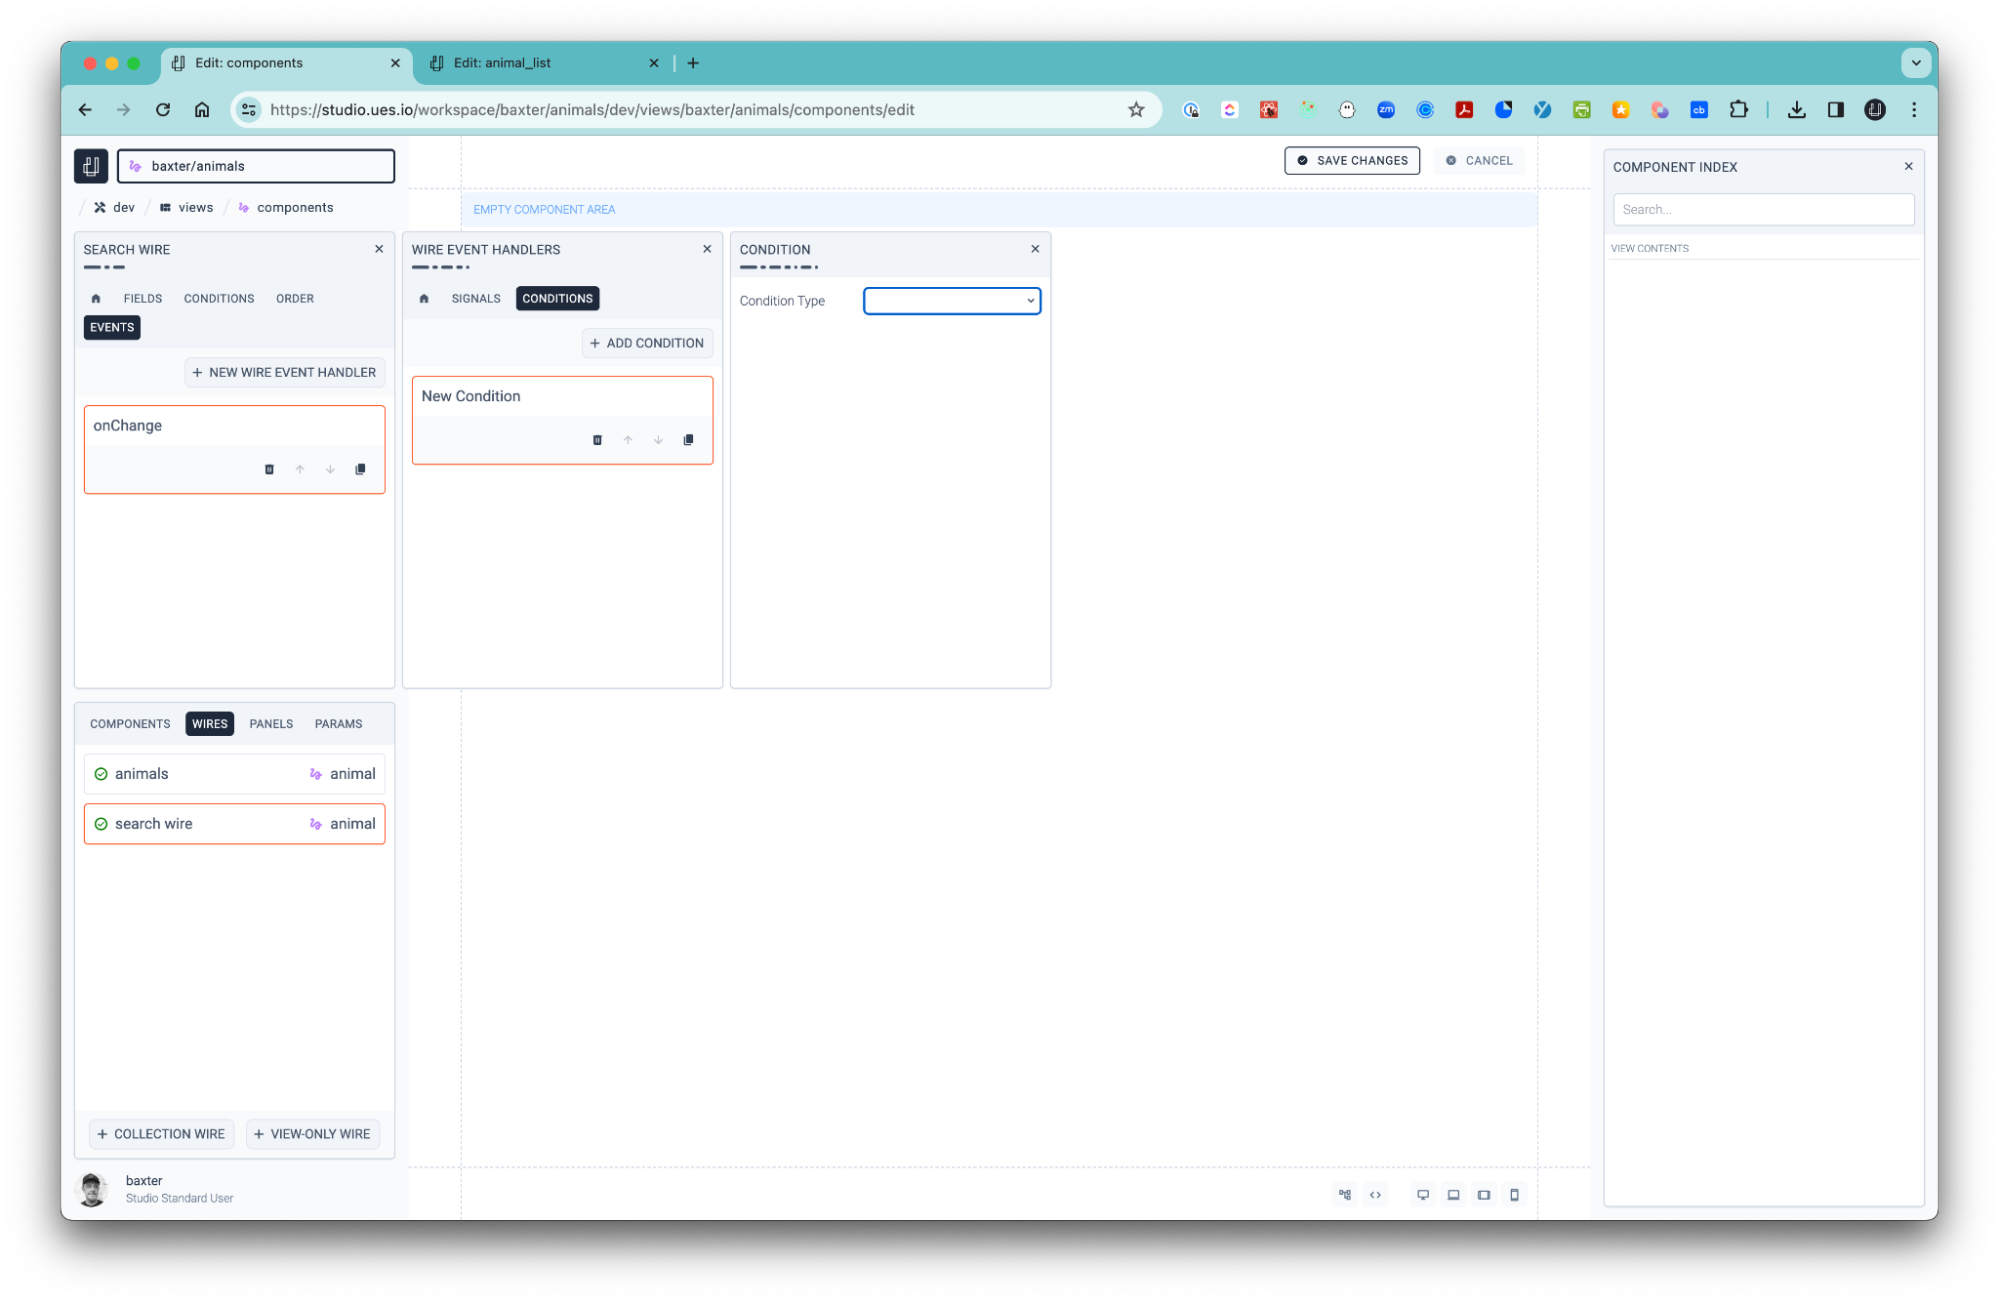 Edit: components
Edit: animal_list
https://studio.ues.io/workspace/baxter/animals/dev/views/baxter/animals/components/edit
zm
cb
baxter/animals
/ dev / views / components
SAVE CHANGES
CANCEL
EMPTY COMPONENT AREA
COMPONENT INDEX
Search...
VIEW CONTENTS
SEARCH WIRE
FIELDS
CONDITIONS
ORDER
EVENTS
+ NEW WIRE EVENT HANDLER
onChange
WIRE EVENT HANDLERS
SIGNALS
CONDITIONS
+ ADD CONDITION
New Condition
CONDITION
Condition Type
COMPONENTS
WIRES
PANELS
PARAMS
animals
animal
search wire
animal
+ COLLECTION WIRE
+ VIEW-ONLY WIRE
baxter
Studio Standard User